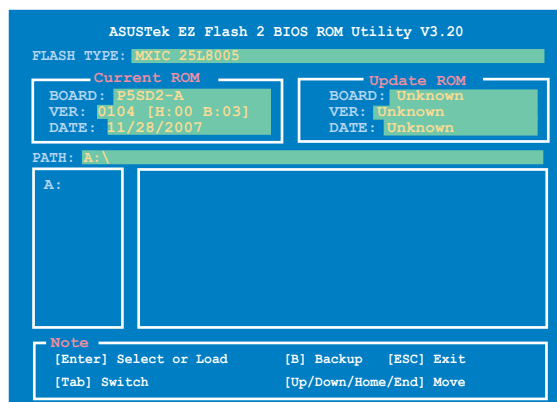 ASUSTek EZ Flash 2 BIOS ROM Utility V3.20
FLASH TYPE: MXIC 25L8005
Current ROM
BOARD: P5SD2-A
VER: 0104 [H:00 B:03]
DATE: 11/28/2007
Update ROM
BOARD: Unknown
VER: Unknown
DATE: Unknown
PATH: A:\
A:
Note
[Enter] Select or Load [B] Backup [ESC] Exit
[Tab] Switch [Up/Down/Home/End] Move